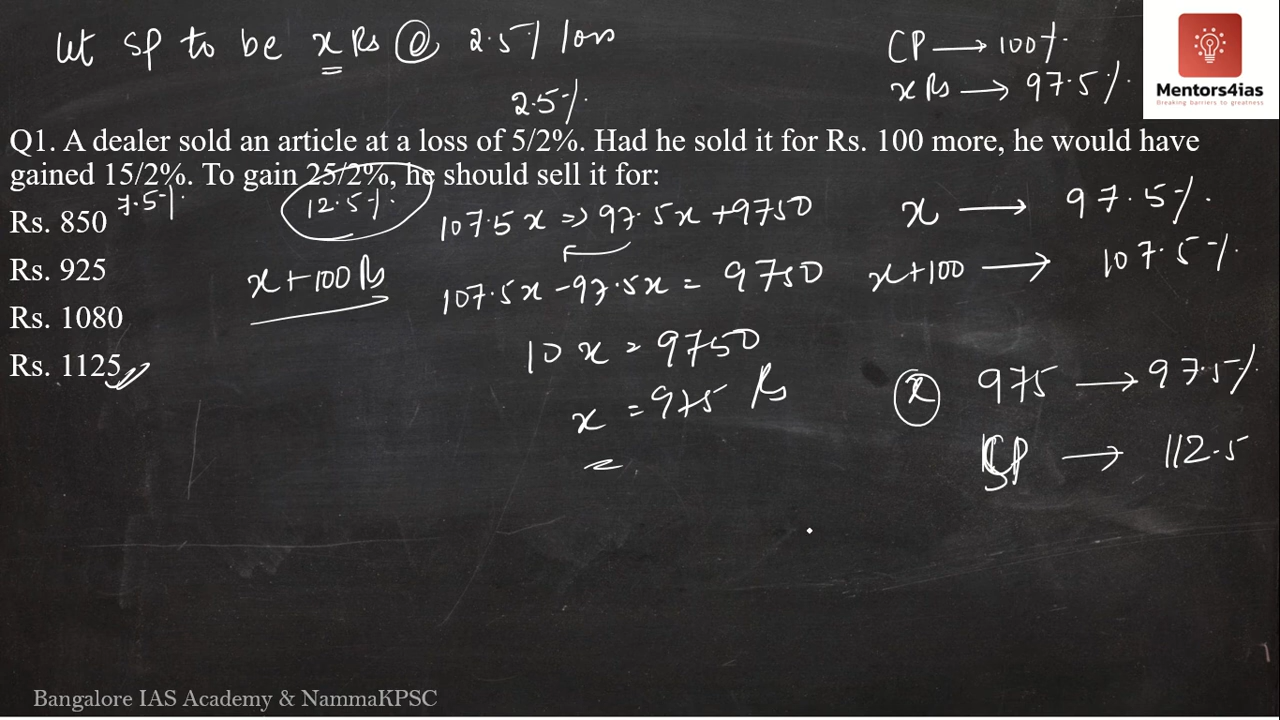 let SP to be x Rs @ 2.5% loss
CP → 100%
x Rs → 97.5%
Mentors4ias
Breaking barriers to greatness
2.5%
Q1. A dealer sold an article at a loss of 5/2%. Had he sold it for Rs. 100 more, he would have
gained 15/2%. To gain 25/2%, he should sell it for:
7.5%
12.5%
Rs. 850
Rs. 925
Rs. 1080
Rs. 1125
x+100 Rs
107.5x => 97.5x + 9750
107.5x - 97.5x = 9750
10x = 9750
x = 975 Rs
x → 97.5%
x+100 → 107.5%
x 975 → 97.5%
SP → 112.5
Bangalore IAS Academy & NammaKPSC